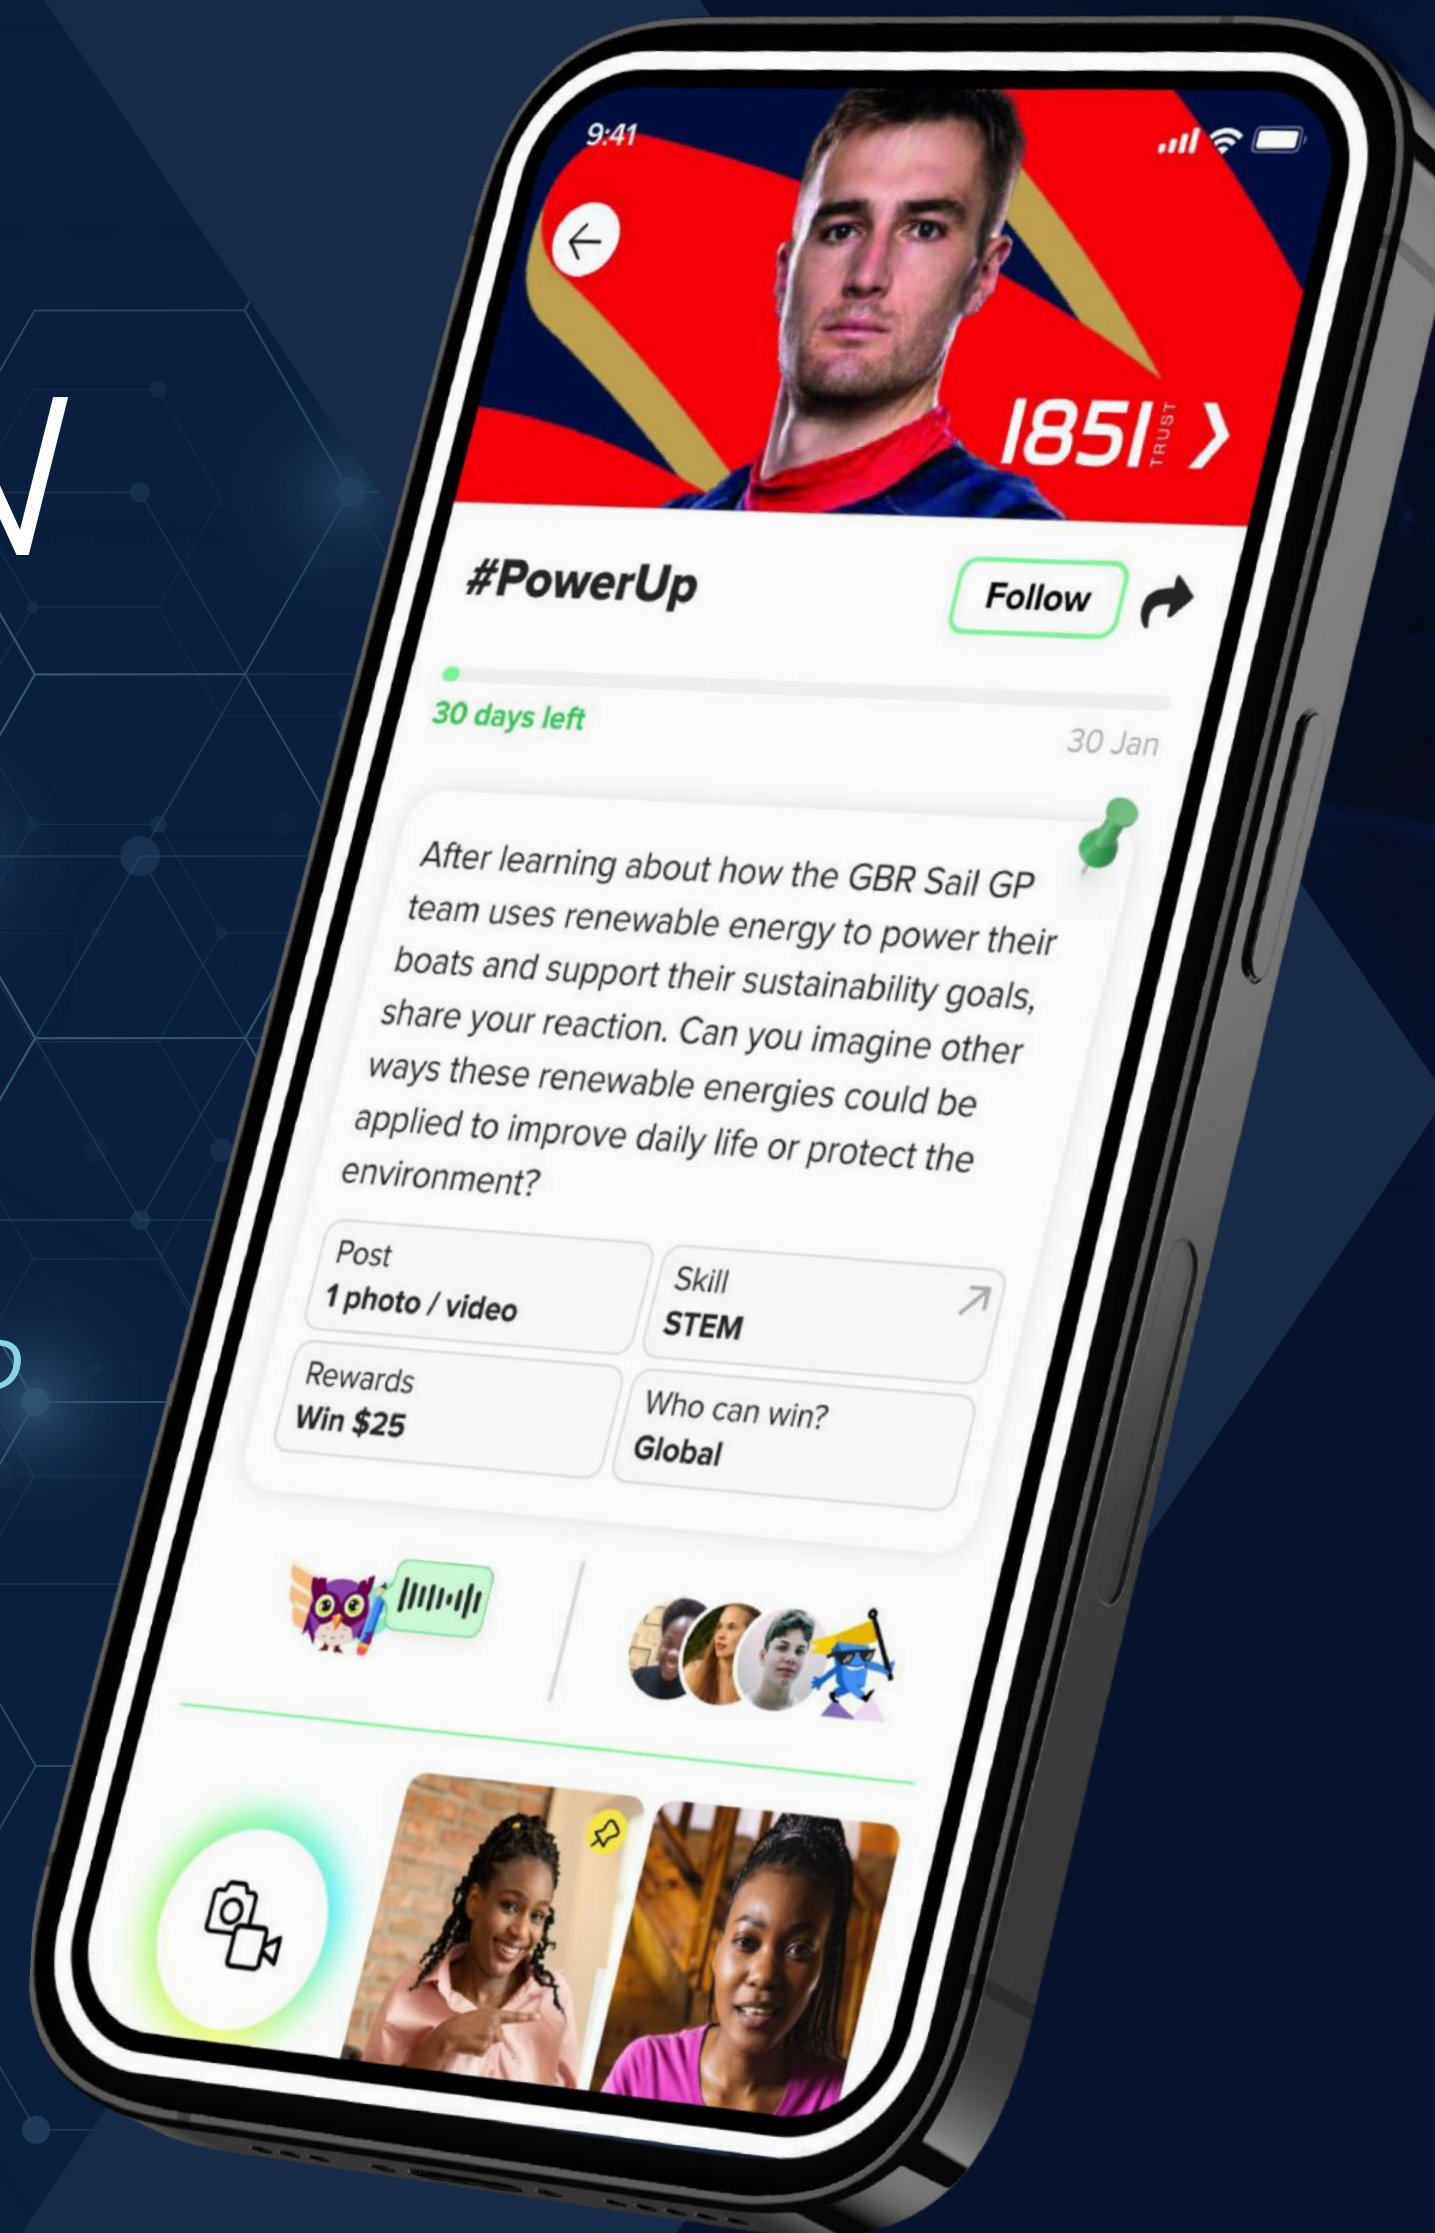 9:41
1851 TRUST
#PowerUp
Follow
30 days left
30 Jan
After learning about how the GBR Sail GP
team uses renewable energy to power their
boats and support their sustainability goals,
share your reaction. Can you imagine other
ways these renewable energies could be
applied to improve daily life or protect the
environment?
Post
1 photo / video
Skill
STEM
Rewards
Win $25
Who can win?
Global